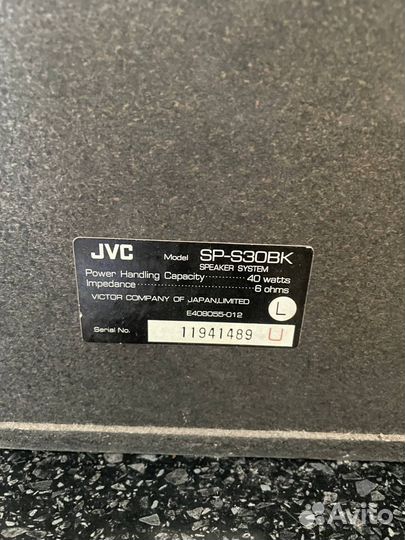 JVC Model SP-S30BK
SPEAKER SYSTEM
Power Handling Capacity 40 watts
Impedance 6 ohms
VICTOR COMPANY OF JAPAN,LIMITED
L
E408055-012
Serial No. 11941489 U
Avito